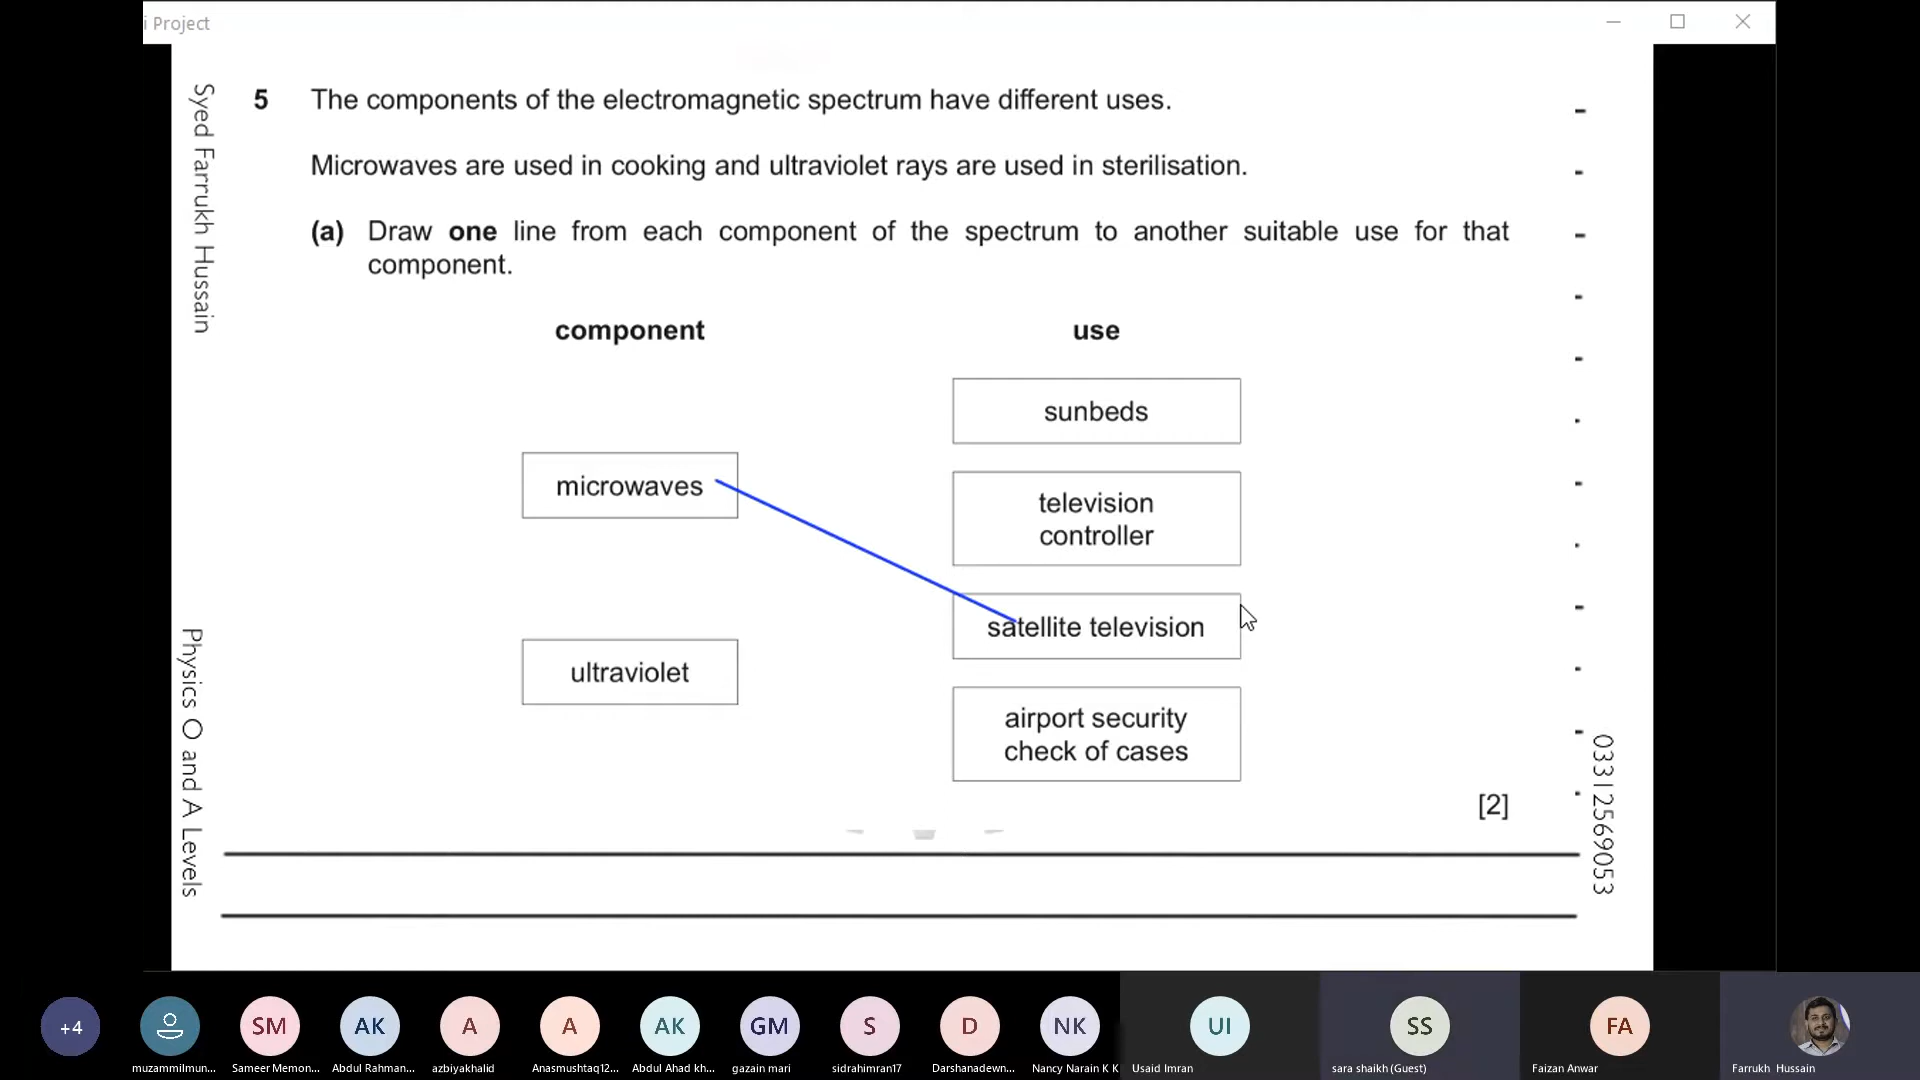 i Project
5 The components of the electromagnetic spectrum have different uses.
Microwaves are used in cooking and ultraviolet rays are used in sterilisation.
(a) Draw one line from each component of the spectrum to another suitable use for that
component.
component use
sunbeds
microwaves
television
controller
satellite television
ultraviolet
airport security
check of cases
[2]
Syed Farrukh Hussain
Physics O and A Levels
03312569053
+4 SM AK A A AK GM S D NK UI SS FA
muzammilmun... Sameer Memon... Abdul Rahman... azbiyakhalid Anasmushtaq12... Abdul Ahad kh... gazain mari sidrahimran17 Darshanadewn... Nancy Narain K K Usaid Imran sara shaikh (Guest) Faizan Anwar Farrukh Hussain